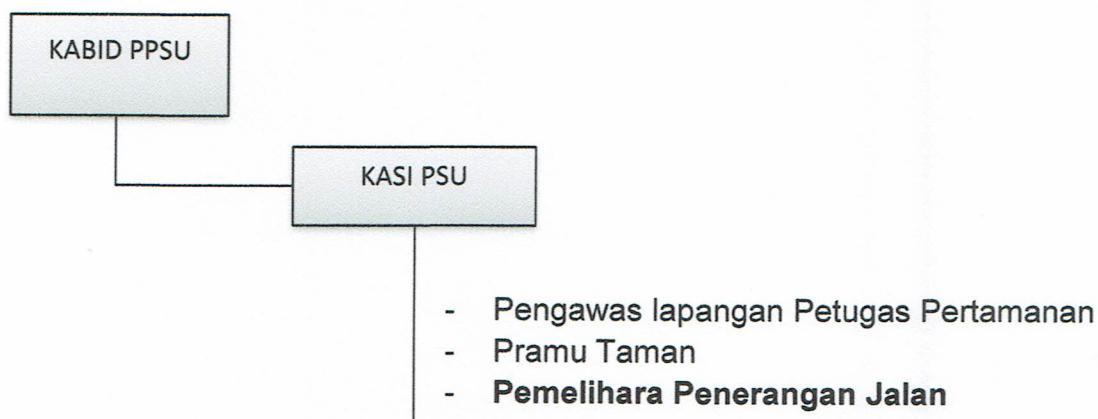 KABID PPSU
KASI PSU
- Pengawas lapangan Petugas Pertamanan
- Pramu Taman
- Pemelihara Penerangan Jalan